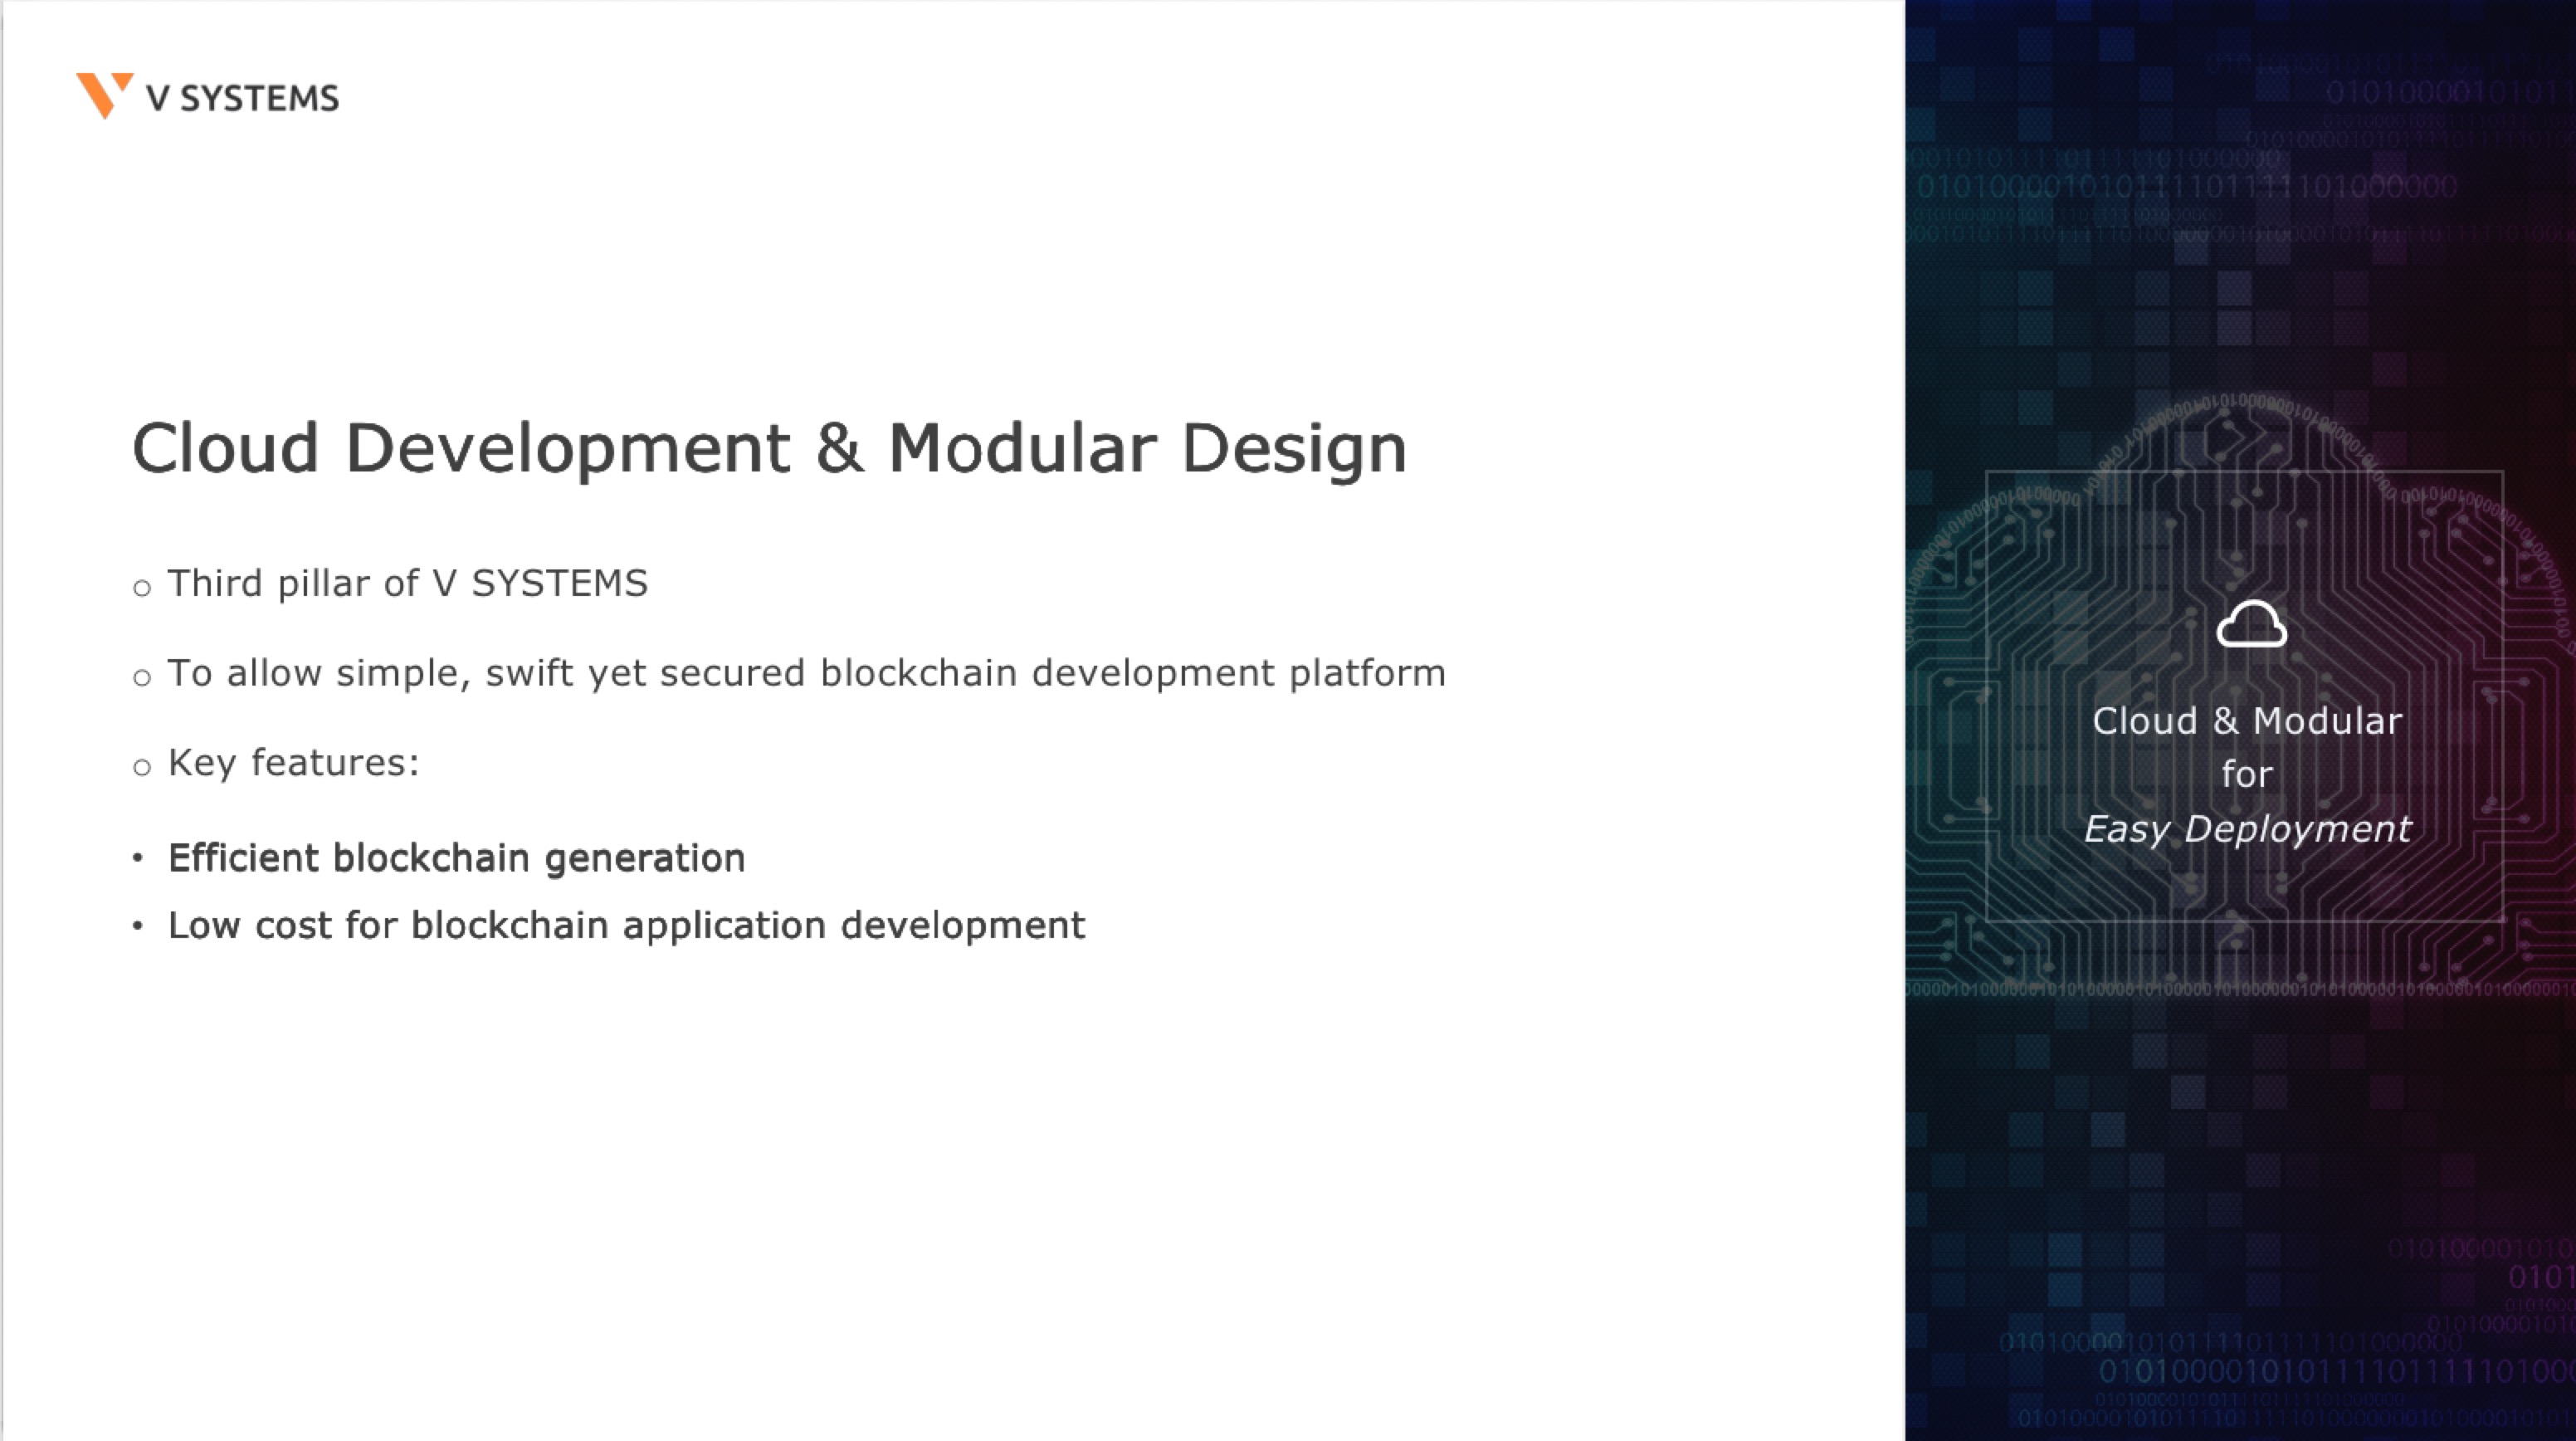 V SYSTEMS
Cloud Development & Modular Design
○ Third pillar of V SYSTEMS
○ To allow simple, swift yet secured blockchain development platform
○ Key features:
• Efficient blockchain generation
• Low cost for blockchain application development
Cloud & Modular
for
Easy Deployment